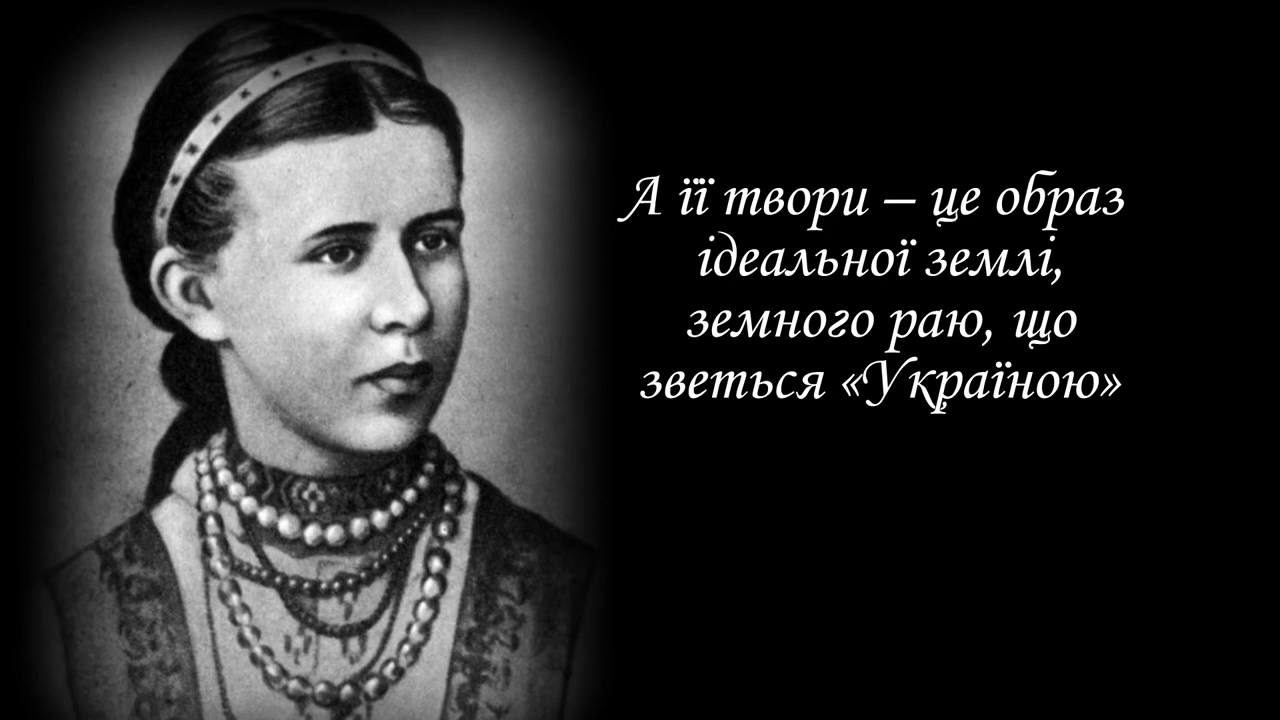 А її твори – це образ
ідеальної землі,
земного раю, що
зветься «Україною»